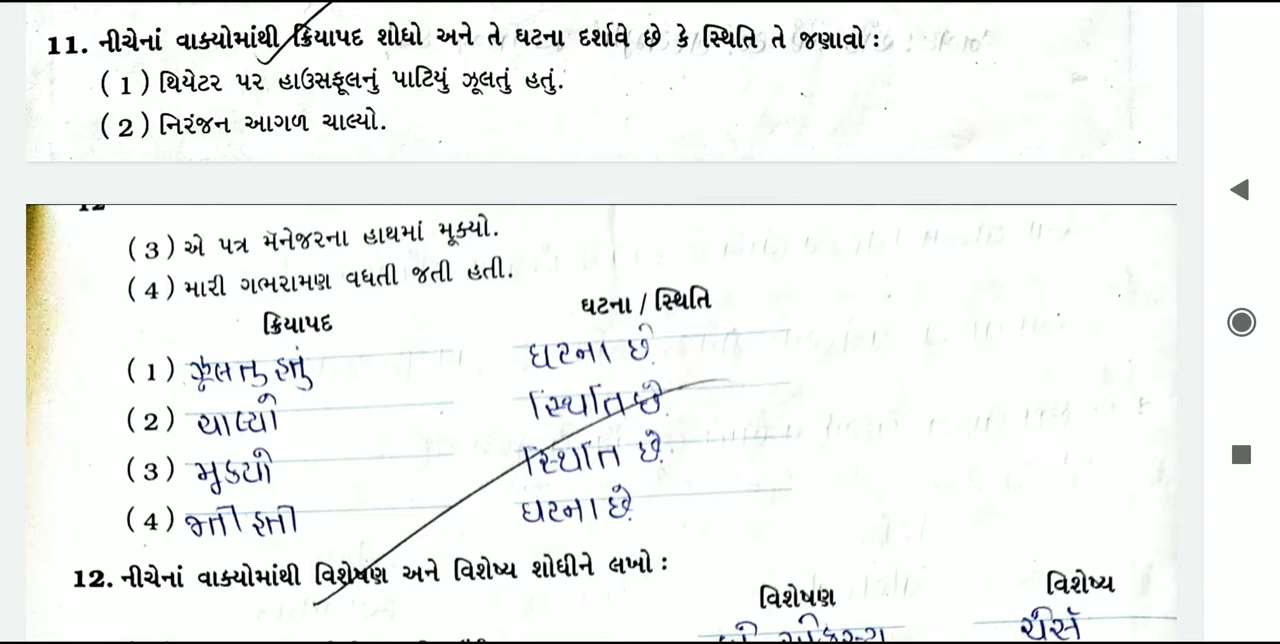 11. નીચેનાં વાક્યોમાંથી ક્રિયાપદ શોધો અને તે ઘટના દર્શાવે છે કે સ્થિતિ તે જણાવો :
( 1 ) થિયેટર પર હાઉસફૂલનું પાટિયું ઝૂલતું હતું.
( 2 ) નિરંજન આગળ ચાલ્યો.
( 3 ) એ પત્ર મૅનેજરના હાથમાં મૂક્યો.
( 4 ) મારી ગભરામણ વધતી જતી હતી.
ક્રિયાપદ ઘટના / સ્થિતિ
( 1 ) ઝૂલતુ હતું ઘટના છે.
( 2 ) ચાલ્યો સ્થિતિ છે.
( 3 ) મુકયો સ્થિતિ છે.
( 4 ) જતી હતી ઘટના છે.
12. નીચેનાં વાક્યોમાંથી વિશેષણ અને વિશેષ્ય શોધીને લખો :
વિશેષણ વિશેષ્ય